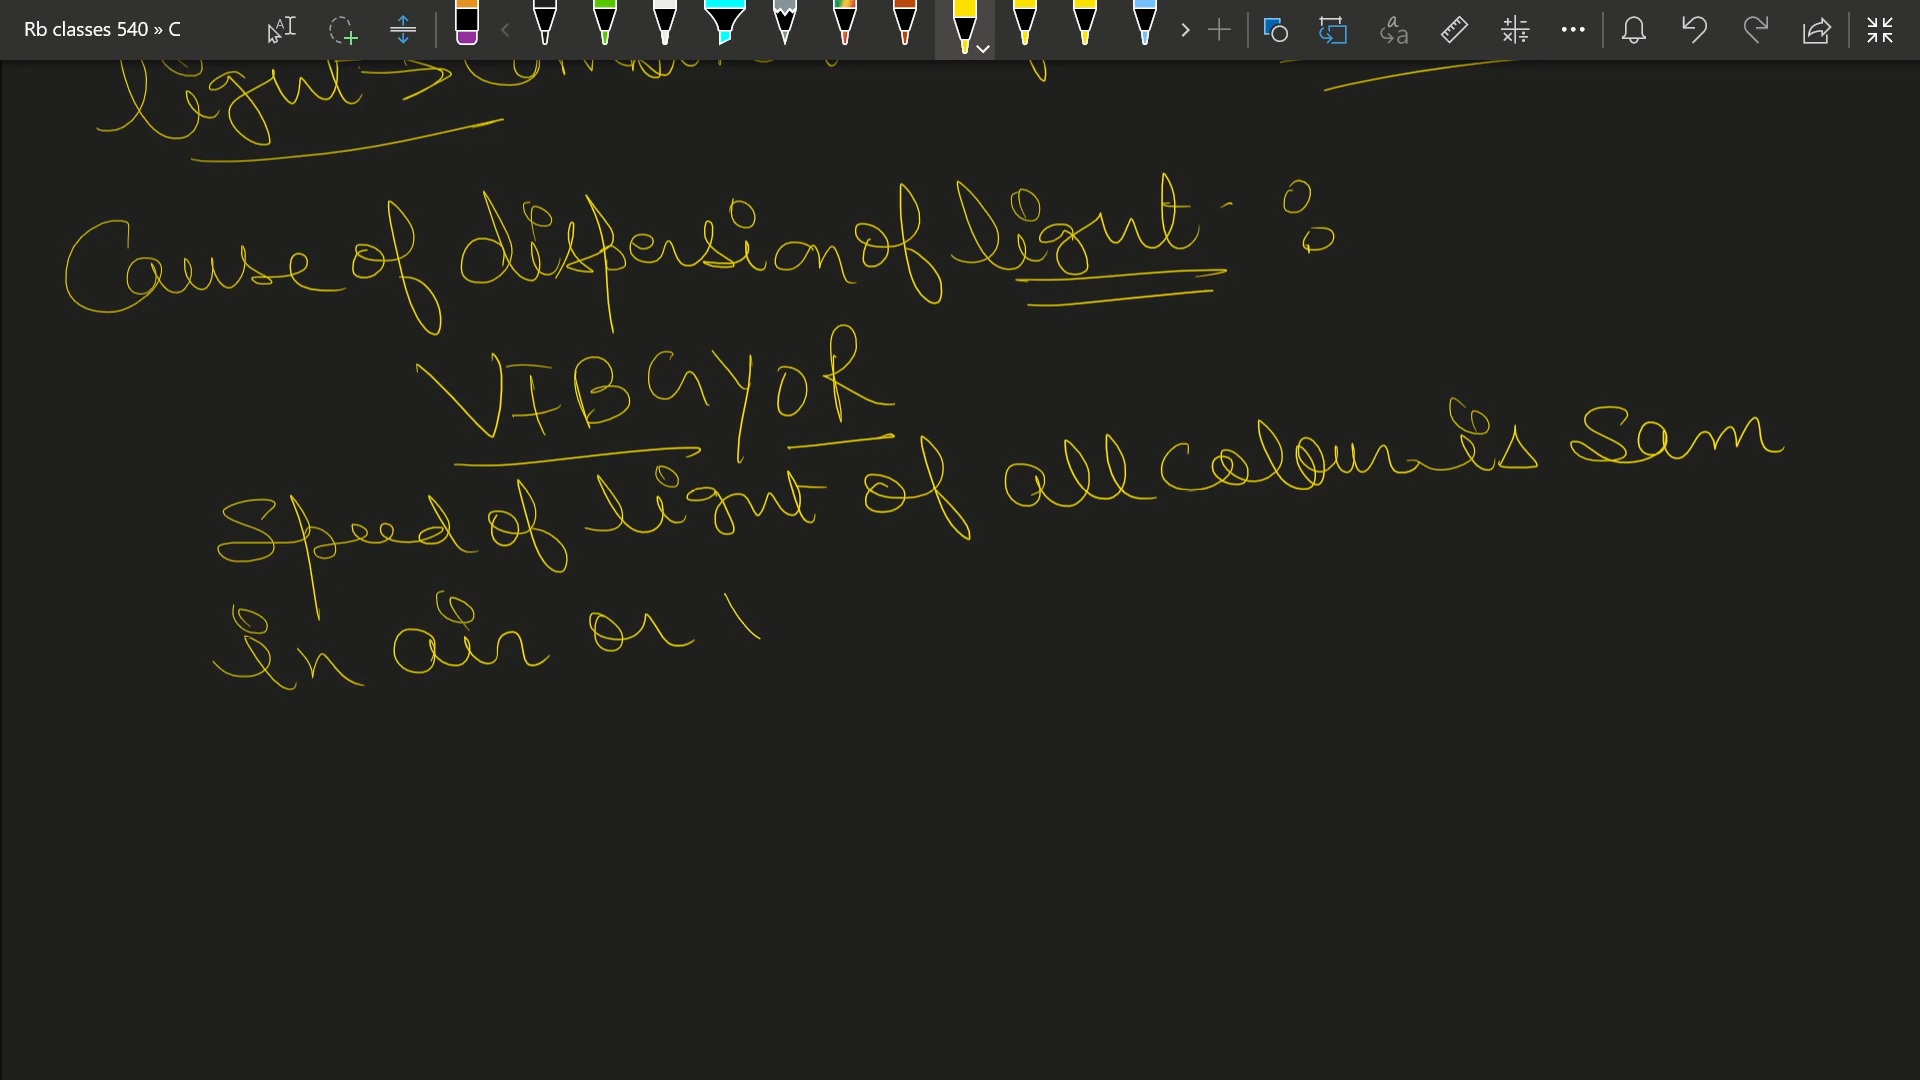 Rb classes 540 » C
light →
Cause of dispersion of light - :
VIBGYOR
Speed of light of all colour is Sam
in air or